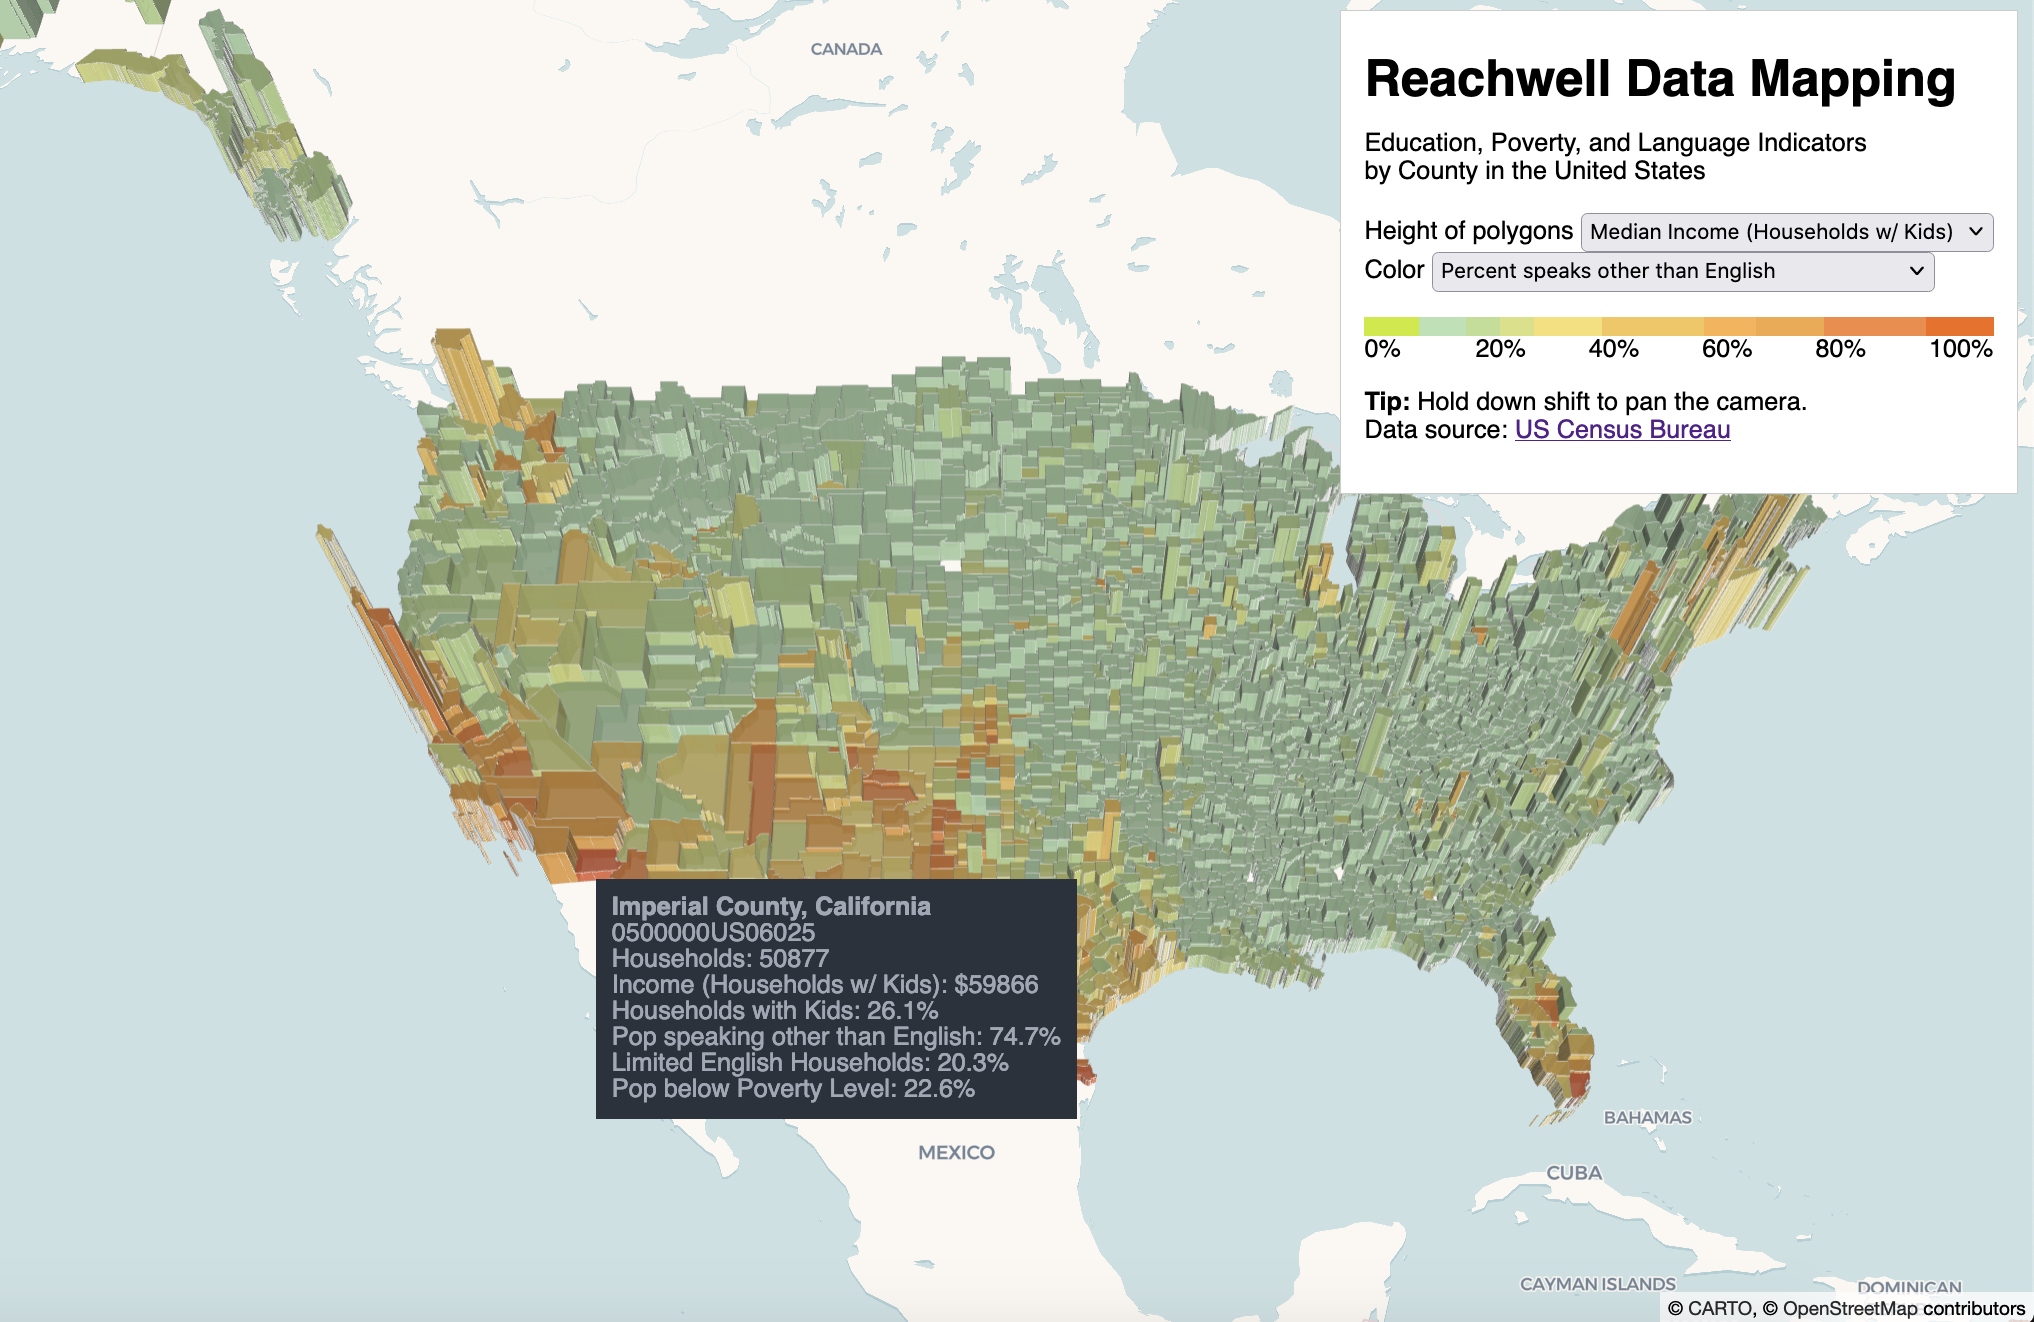 CANADA
Reachwell Data Mapping
Education, Poverty, and Language Indicators
by County in the United States
Height of polygons Median Income (Households w/ Kids)
Color Percent speaks other than English
0% 20% 40% 60% 80% 100%
Tip: Hold down shift to pan the camera.
Data source: US Census Bureau
Imperial County, California
0500000US06025
Households: 50877
Income (Households w/ Kids): $59866
Households with Kids: 26.1%
Pop speaking other than English: 74.7%
Limited English Households: 20.3%
Pop below Poverty Level: 22.6%
BAHAMAS
MEXICO
CUBA
CAYMAN ISLANDS
DOMINICAN
© CARTO, © OpenStreetMap contributors